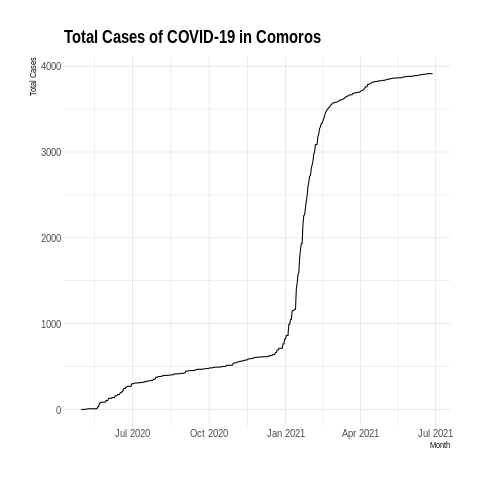 Total Cases of COVID-19 in Comoros
Total Cases
4000
3000
2000
1000
0
Jul 2020 Oct 2020 Jan 2021 Apr 2021 Jul 2021
Month